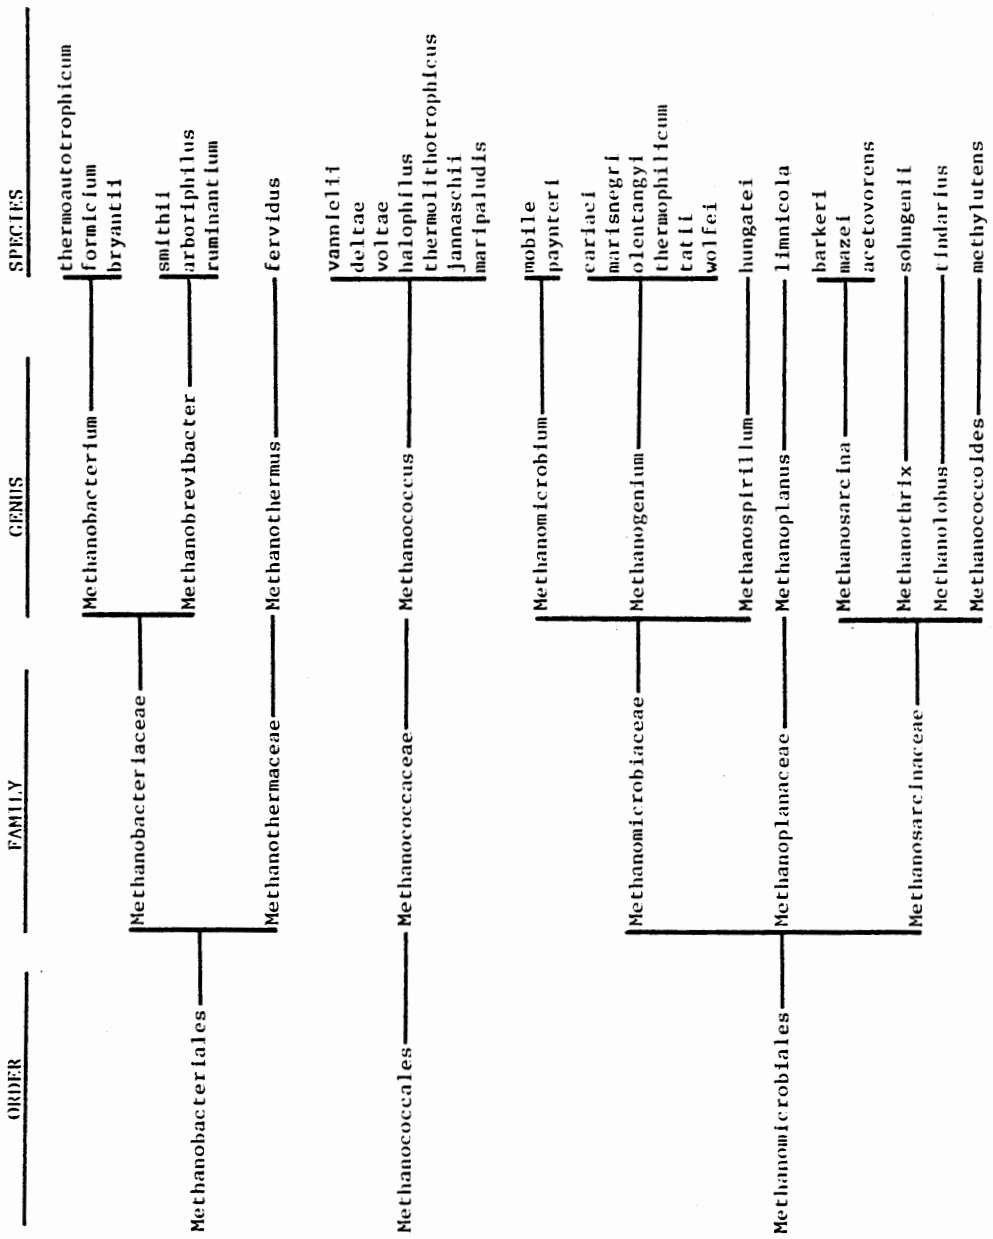 ORDER FAMILY GENUS SPECIES
Methanobacteriales
Methanobacteriaceae
Methanobacterium
thermoautotrophicum
formicium
bryantii
Methanobrevibacter
smithii
arboriphilus
ruminantium
Methanothermaceae
Methanothermus
fervidus
Methanococcales
Methanococcaceae
Methanococcus
vannielii
deltae
voltae
halophilus
thermolithotrophicus
jannaschii
maripaludis
Methanomicrobiales
Methanomicrobiaceae
Methanomicrobium
mobile
paynteri
Methanogenium
cariaci
marisnegri
olentangyi
thermophilicum
tatii
wolfei
Methanospirillum
hungatei
Methanoplanaceae
Methanoplanus
limnicola
Methanosarcinaceae
Methanosarcina
barkeri
mazei
acetovorens
Methanothrix
sohngenii
Methanolobus
tindarius
Methanococcoides
methylutens